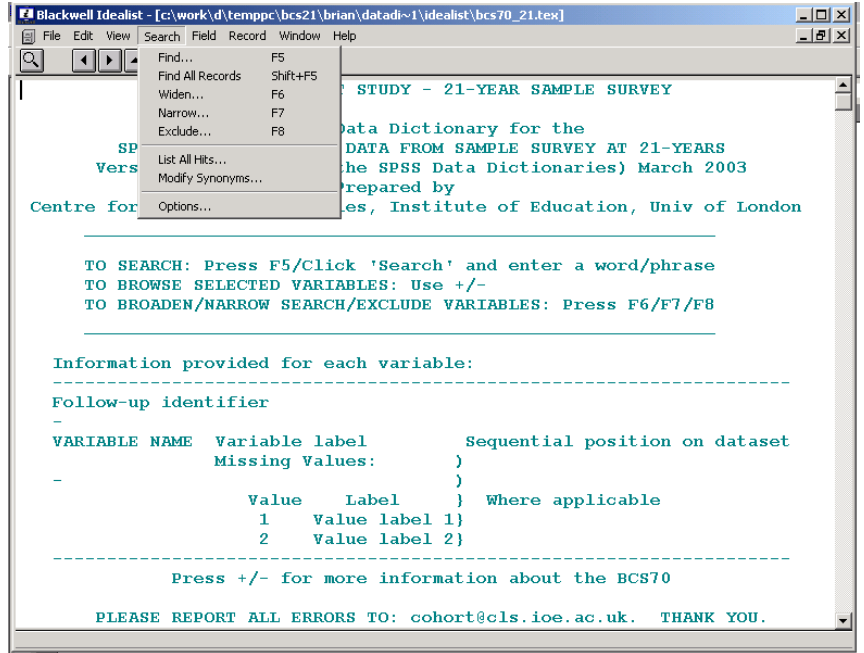 Blackwell Idealist - [c:\work\d\temppc\bcs21\brian\datadi~1\idealist\bcs70_21.tex]
File Edit View Search Field Record Window Help
Find... F5
Find All Records Shift+F5
Widen... F6
Narrow... F7
Exclude... F8
List All Hits...
Modify Synonyms...
Options...
T STUDY - 21-YEAR SAMPLE SURVEY
Data Dictionary for the
SP DATA FROM SAMPLE SURVEY AT 21-YEARS
Vers the SPSS Data Dictionaries) March 2003
Prepared by
Centre for es, Institute of Education, Univ of London
TO SEARCH: Press F5/Click 'Search' and enter a word/phrase
TO BROWSE SELECTED VARIABLES: Use +/-
TO BROADEN/NARROW SEARCH/EXCLUDE VARIABLES: Press F6/F7/F8
Information provided for each variable:
--------------------------------------------------------------------
Follow-up identifier
-
VARIABLE NAME Variable label Sequential position on dataset
Missing Values: )
- )
Value Label } Where applicable
1 Value label 1}
2 Value label 2}
--------------------------------------------------------------------
Press +/- for more information about the BCS70
PLEASE REPORT ALL ERRORS TO: cohort@cls.ioe.ac.uk. THANK YOU.